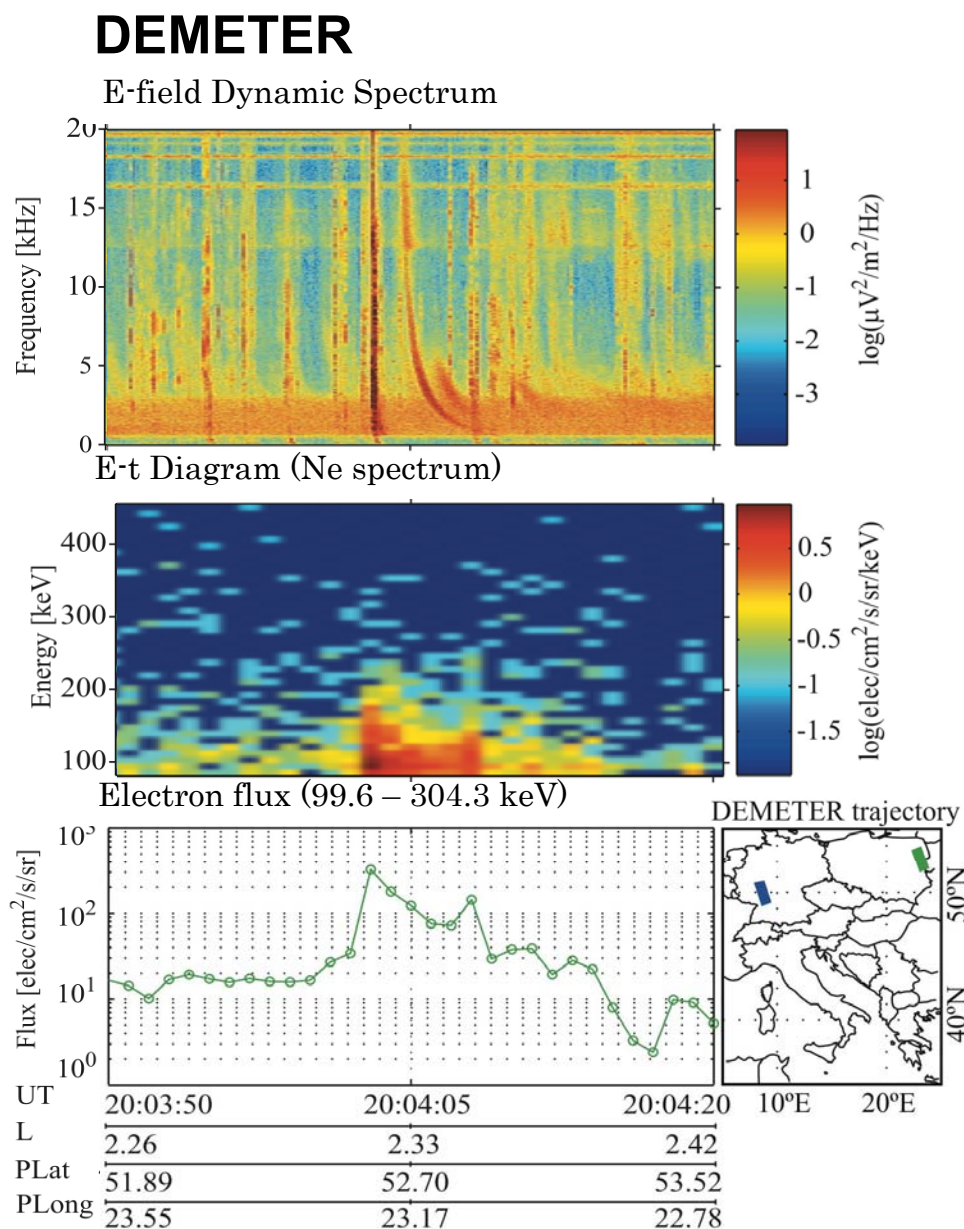 DEMETER
E-field Dynamic Spectrum
20
15
10
5
0
Frequency [kHz]
1
0
-1
-2
-3
log(μV²/m²/Hz)
E-t Diagram (Ne spectrum)
400
300
200
100
Energy [keV]
0.5
0
-0.5
-1
-1.5
log(elec/cm²/s/sr/keV)
Electron flux (99.6 – 304.3 keV)
10³
10²
10¹
10⁰
Flux [elec/cm²/s/sr]
DEMETER trajectory
50ºN
40ºN
10ºE 20ºE
UT 20:03:50 20:04:05 20:04:20
L 2.26 2.33 2.42
PLat 51.89 52.70 53.52
PLong 23.55 23.17 22.78